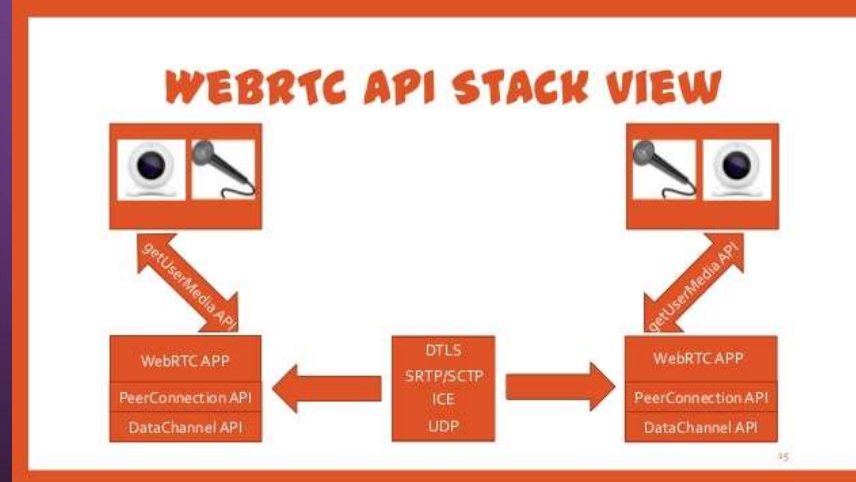 WEBRTC API STACK VIEW
getUserMedia API
getUserMedia API
WebRTC APP
PeerConnection API
DataChannel API
DTLS
SRTP/SCTP
ICE
UDP
WebRTC APP
PeerConnection API
DataChannel API
25